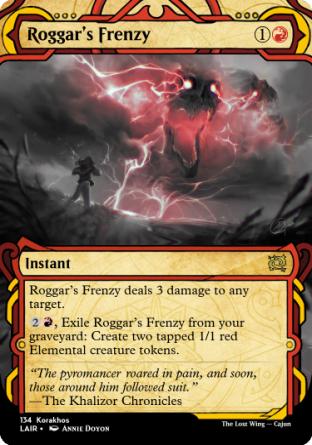 Roggar's Frenzy 1
Instant
Roggar's Frenzy deals 3 damage to any
target.
2 , Exile Roggar's Frenzy from your
graveyard: Create two tapped 1/1 red
Elemental creature tokens.
"The pyromancer roared in pain, and soon,
those around him followed suit."
—The Khalizor Chronicles
134 Korakhos
LAIR • Annie Doyon
The Lost Wing — Cajun